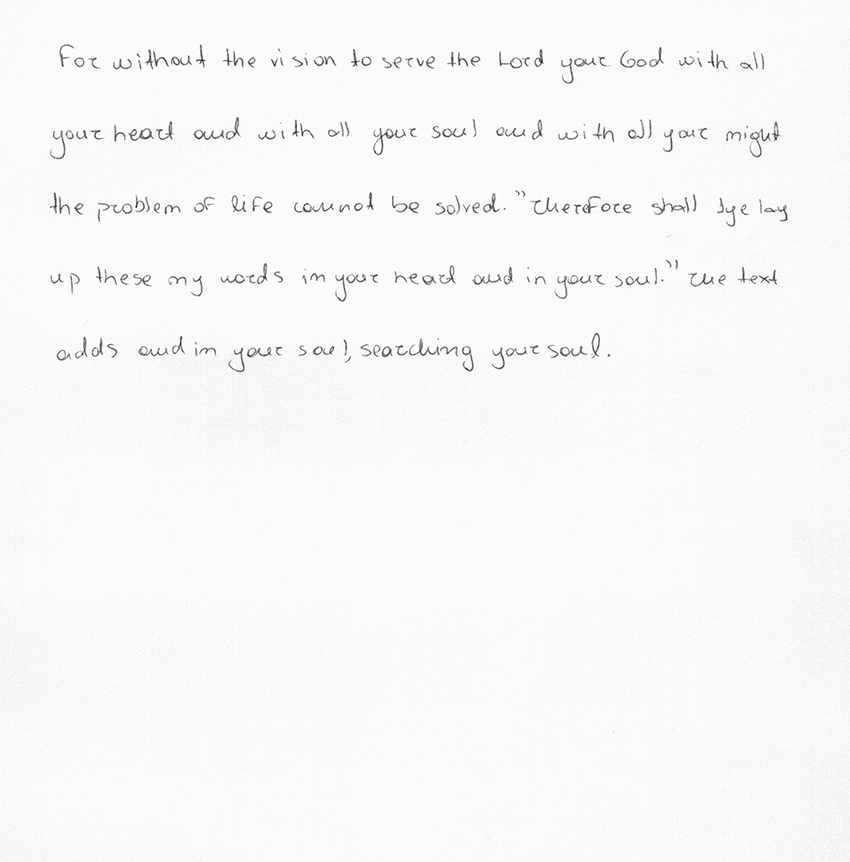 For without the vision to serve the Lord your God with all
your heart and with all your soul and with all your might
the problem of life cannot be solved. "Therefore shall ye lay
up these my words in your heart and in your soul." The text
adds and in your soul, searching your soul.